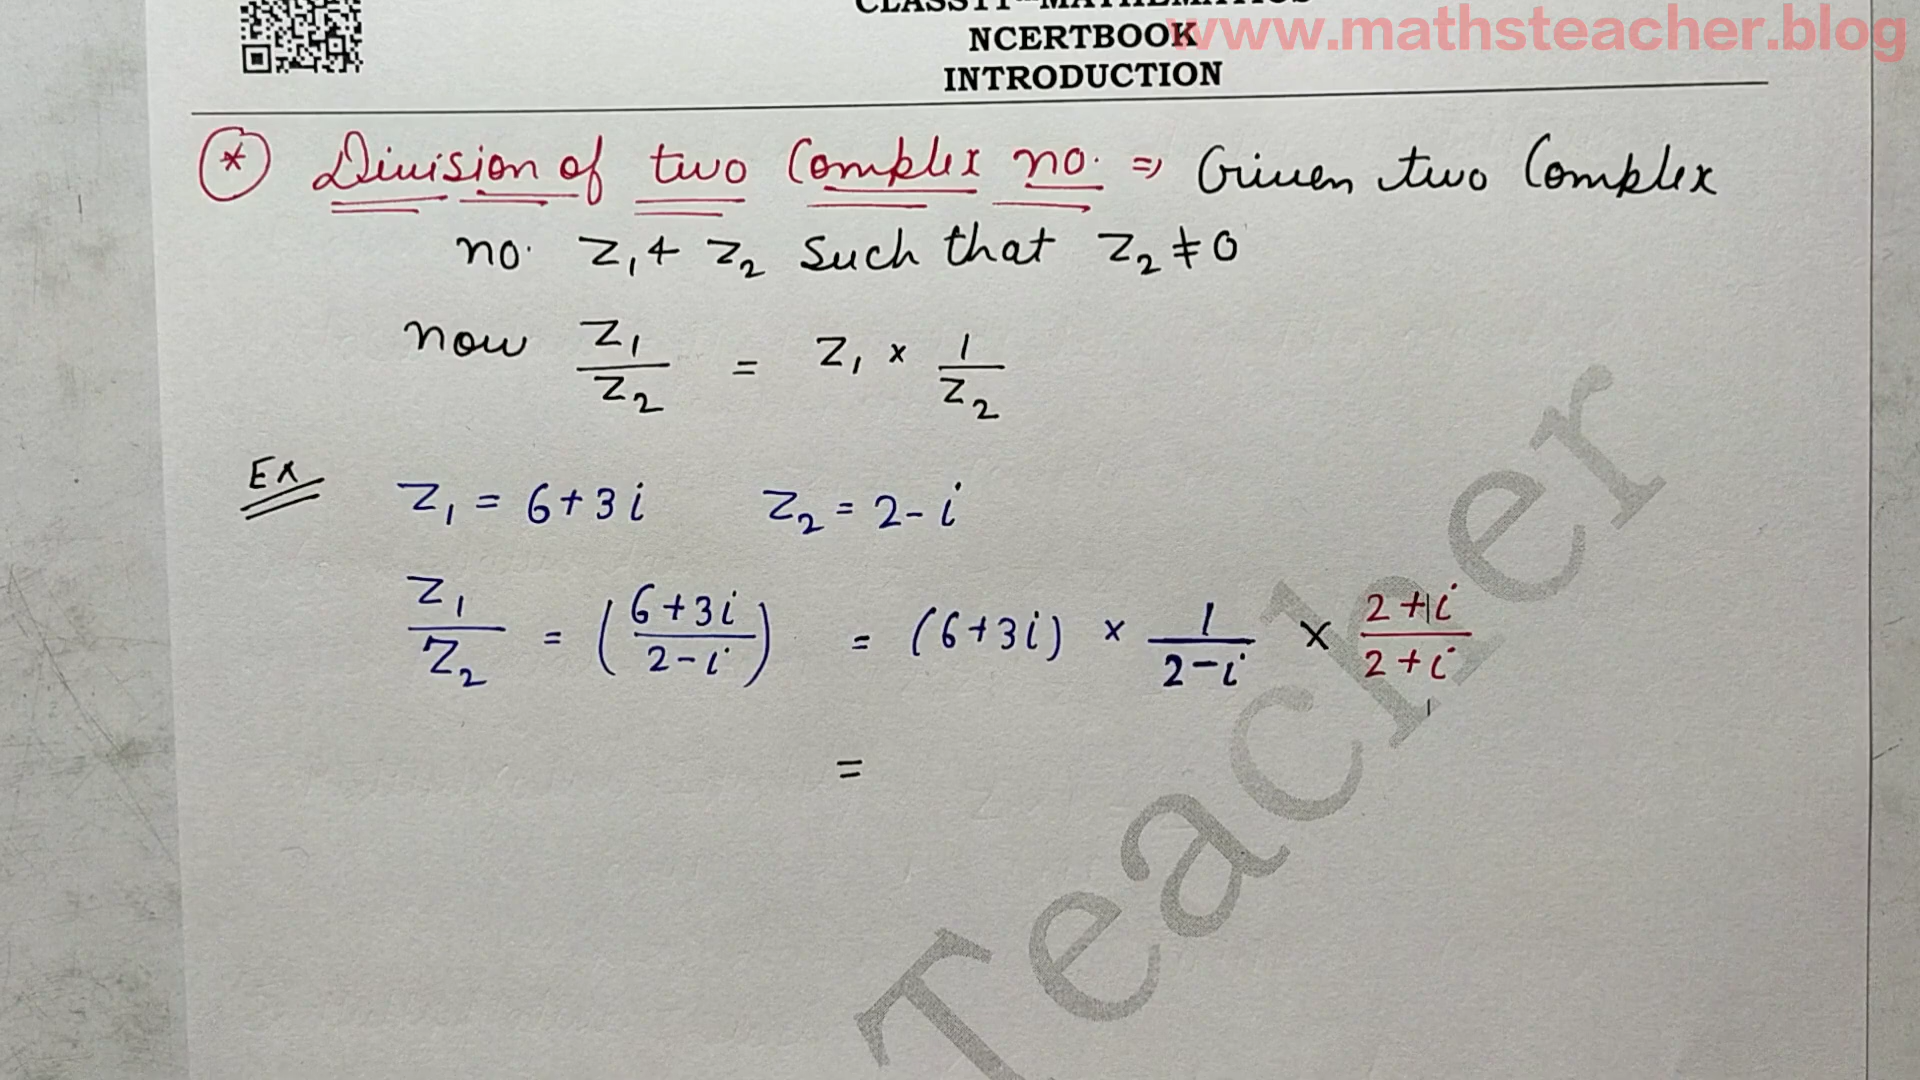 CLASS11-MATHEMATICS
www.mathsteacher.blog
NCERTBOOK
INTRODUCTION
* Division of two Complex no. ⇒ Given two Complex
no. z₁ & z₂ such that z₂ ≠ 0
now z₁/z₂ = z₁ × 1/z₂
Ex z₁ = 6+3i z₂ = 2-i
z₁/z₂ = (6+3i/2-i) = (6+3i) × 1/2-i × 2+i/2+i
=
Teacher